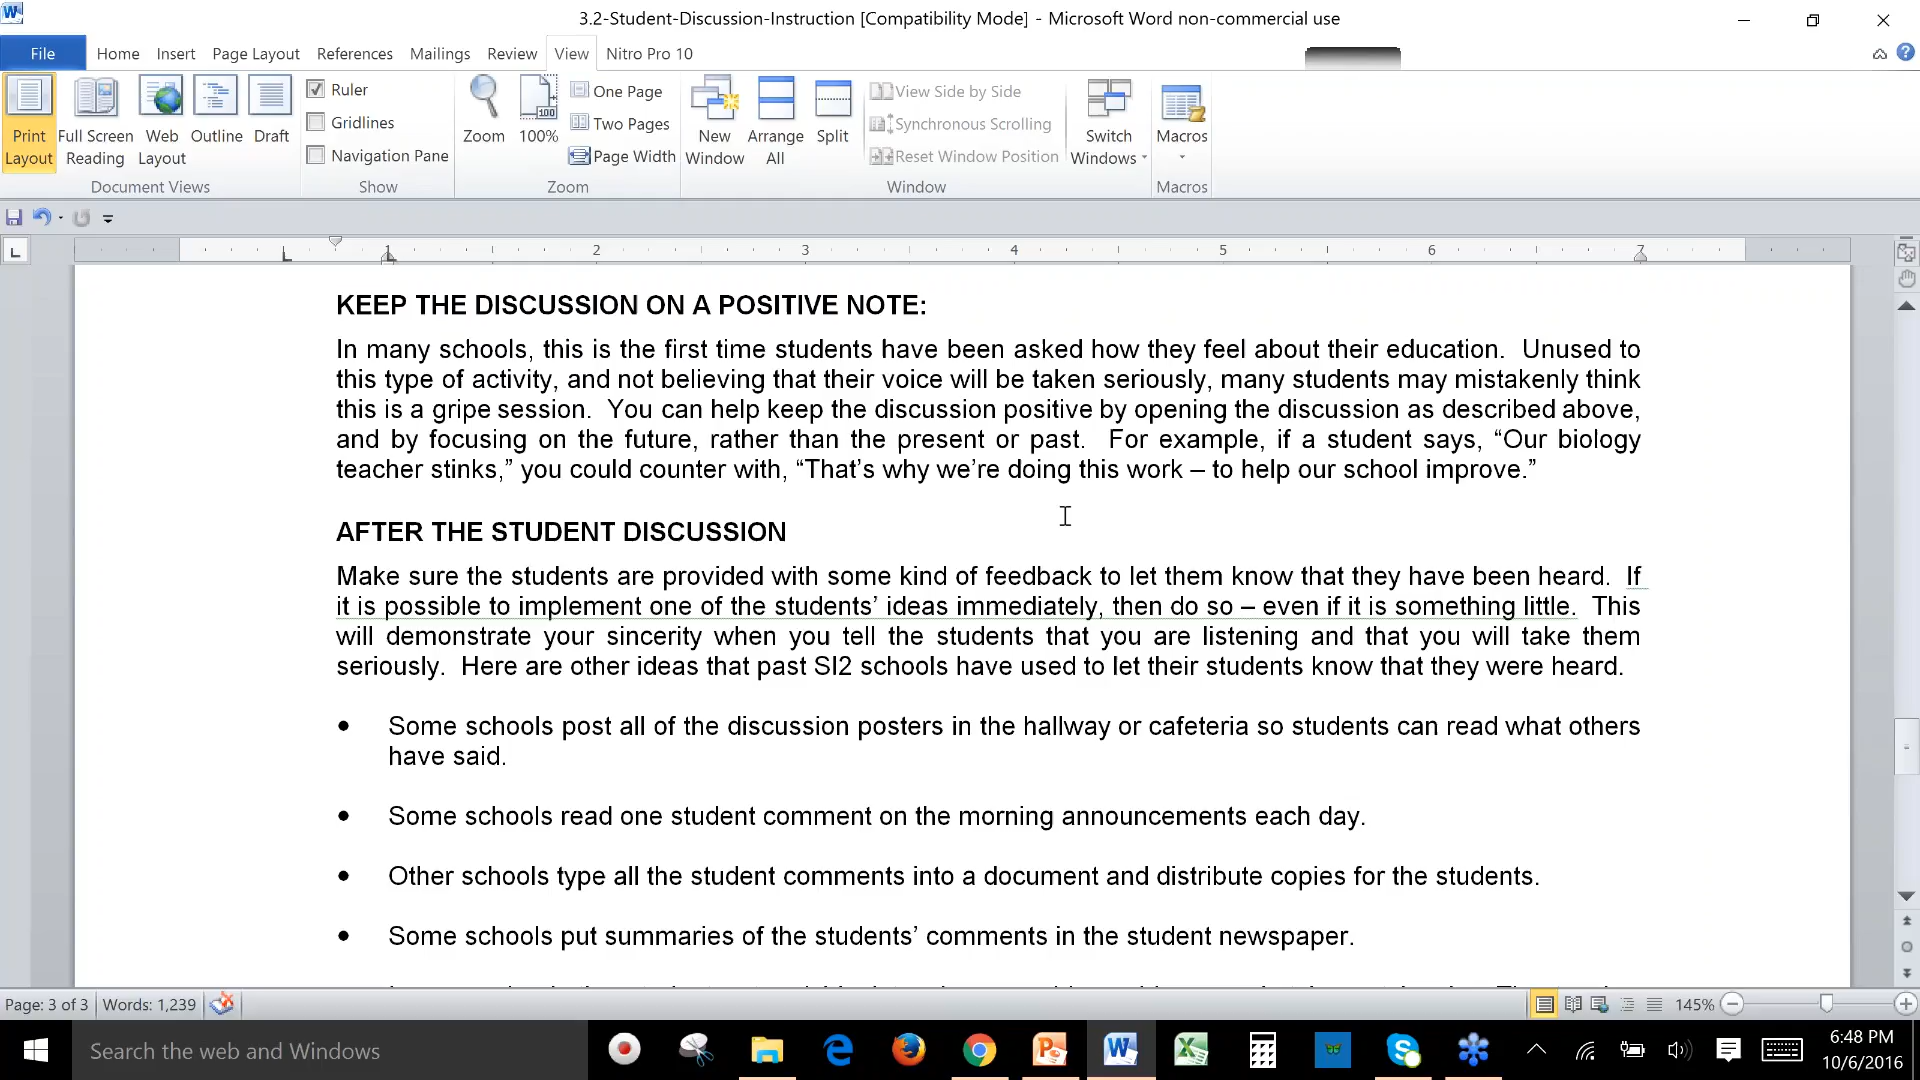 3.2-Student-Discussion-Instruction [Compatibility Mode] - Microsoft Word non-commercial use
File Home Insert Page Layout References Mailings Review View Nitro Pro 10
Print Layout
Full Screen Reading
Web Layout
Outline
Draft
Document Views
Ruler
Gridlines
Navigation Pane
Show
Zoom
100%
One Page
Two Pages
Page Width
Zoom
New Window
Arrange All
Split
View Side by Side
Synchronous Scrolling
Reset Window Position
Window
Switch Windows
Macros
Macros
1 2 3 4 5 6 7
KEEP THE DISCUSSION ON A POSITIVE NOTE:
In many schools, this is the first time students have been asked how they feel about their education. Unused to
this type of activity, and not believing that their voice will be taken seriously, many students may mistakenly think
this is a gripe session. You can help keep the discussion positive by opening the discussion as described above,
and by focusing on the future, rather than the present or past. For example, if a student says, “Our biology
teacher stinks,” you could counter with, “That’s why we’re doing this work – to help our school improve.”
AFTER THE STUDENT DISCUSSION
Make sure the students are provided with some kind of feedback to let them know that they have been heard. If
it is possible to implement one of the students’ ideas immediately, then do so – even if it is something little. This
will demonstrate your sincerity when you tell the students that you are listening and that you will take them
seriously. Here are other ideas that past SI2 schools have used to let their students know that they were heard.
• Some schools post all of the discussion posters in the hallway or cafeteria so students can read what others
have said.
• Some schools read one student comment on the morning announcements each day.
• Other schools type all the student comments into a document and distribute copies for the students.
• Some schools put summaries of the students’ comments in the student newspaper.
Page: 3 of 3 Words: 1,239 145%
Search the web and Windows
6:48 PM
10/6/2016